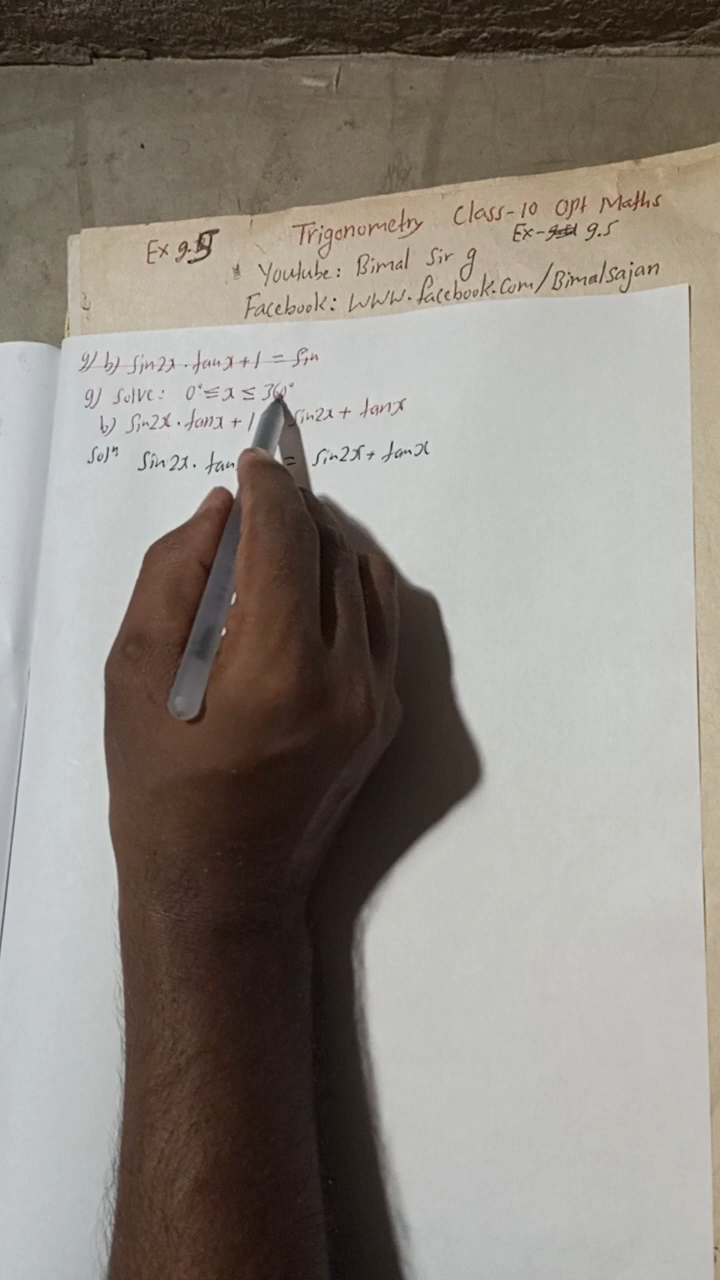 Ex 9.5
Trigonometry Class-10 Opt Maths
Ex- 9.5
Youtube: Bimal Sir g
Facebook: WWW.facebook.com/Bimalsajan
9) b) sin2x . tanx + 1 = sin
9) Solve: 0° ≤ x ≤ 360°
b) sin2x . tanx + 1 sin2x + tanx
Solⁿ sin2x . tan = sin2x + tanx